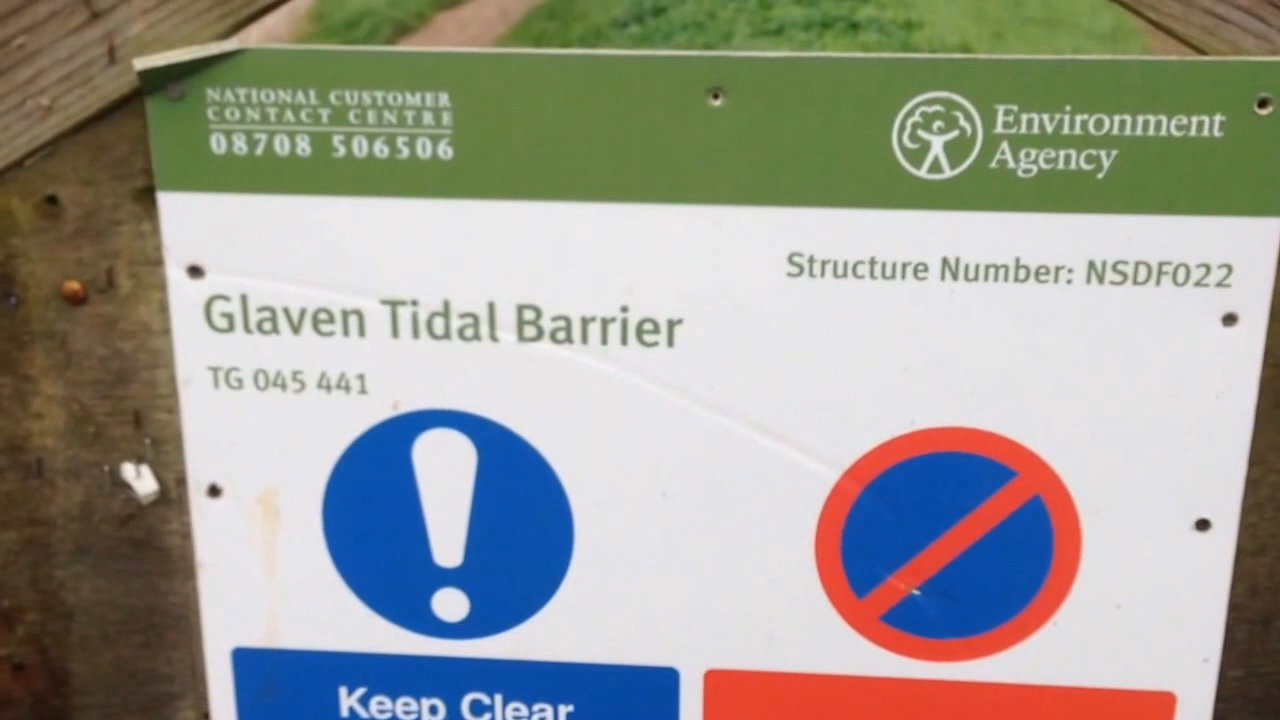 NATIONAL CUSTOMER
CONTACT CENTRE
08708 506506
Environment
Agency
Structure Number: NSDF022
Glaven Tidal Barrier
TG 045 441
Keep Clear